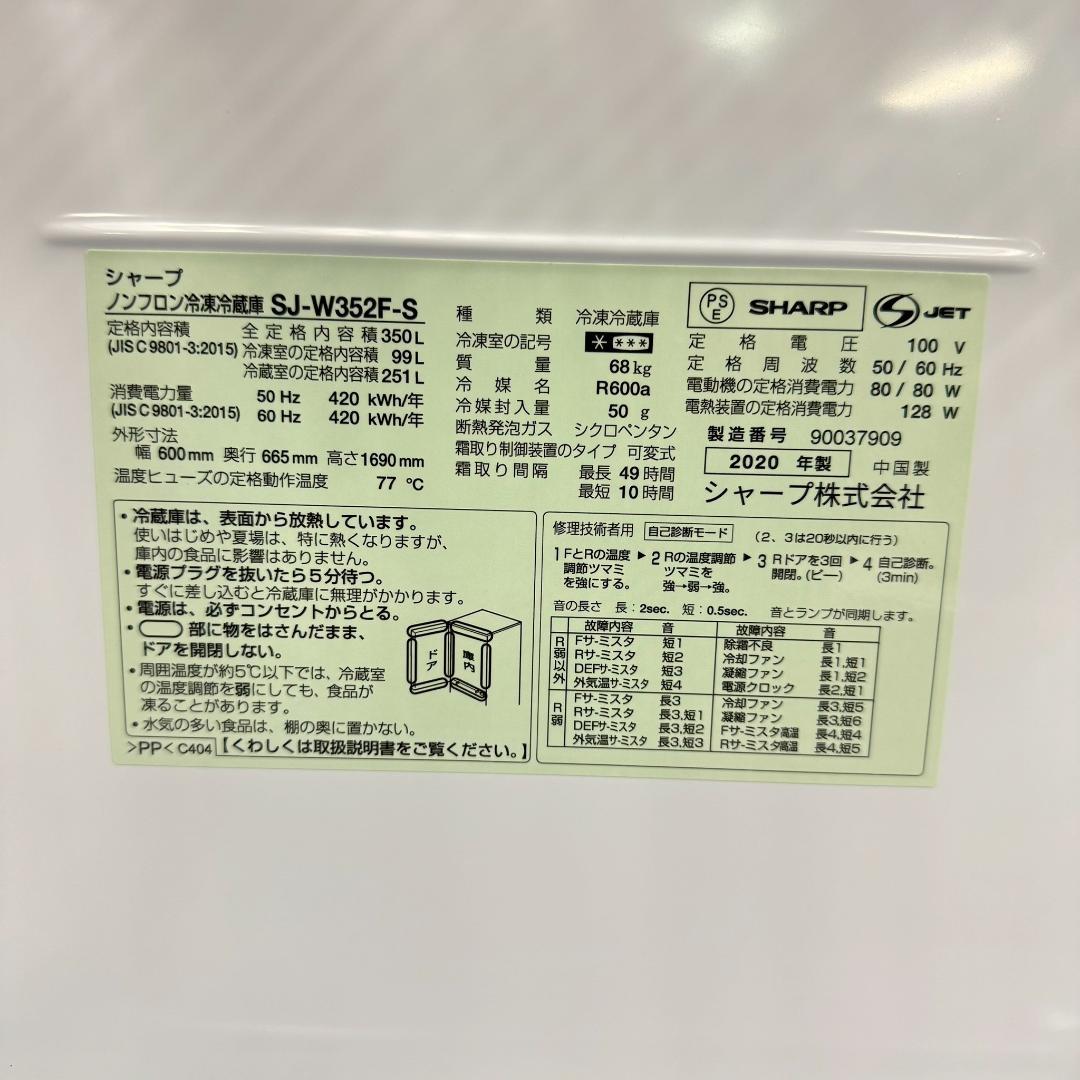 シャープ
ノンフロン冷凍冷蔵庫 SJ-W352F-S
定格内容積 全定格内容積 350 L
(JIS C 9801-3:2015) 冷凍室の定格内容積 99 L
冷蔵室の定格内容積 251 L
消費電力量 50 Hz 420 kWh/年
(JIS C 9801-3:2015) 60 Hz 420 kWh/年
外形寸法
幅 600mm 奥行 665mm 高さ1690mm
温度ヒューズの定格動作温度 77 ℃
種類 冷凍冷蔵庫
冷凍室の記号 ＊***
質量 68kg
冷媒名 R600a
冷媒封入量 50 g
断熱発泡ガス シクロペンタン
霜取り制御装置のタイプ 可変式
霜取り間隔 最長 49時間
最短 10時間
PSE SHARP S JET
定格電圧 100 V
定格周波数 50/60 Hz
電動機の定格消費電力 80/80 W
電熱装置の定格消費電力 128 W
製造番号 90037909
2020 年製 中国製
シャープ株式会社
・冷蔵庫は、表面から放熱しています。
使いはじめや夏場は、特に熱くなりますが、
庫内の食品に影響はありません。
・電源プラグを抜いたら5分待つ。
すぐに差し込むと冷蔵庫に無理がかかります。
・電源は、必ずコンセントからとる。
・部に物をはさんだまま、
ドアを開閉しない。
・周囲温度が約5℃以下では、冷蔵室
の温度調節を弱にしても、食品が
凍ることがあります。
・水気の多い食品は、棚の奥に置かない。
ドア
庫内
>PP< C404 【くわしくは取扱説明書をご覧ください。】
修理技術者用 自己診断モード (2、3は20秒以内に行う)
1 FとRの温度調節ツマミを強にする。 ▶ 2 Rの温度調節ツマミを強→弱→強。 ▶ 3 Rドアを3回開閉。(ピー) ▶ 4 自己診断。(3min)
音の長さ 長：2sec. 短：0.5sec. 音とランプが同期します。
故障内容 音 故障内容 音
R弱以外
Fサ-ミスタ 短1 除霜不良 長1
Rサ-ミスタ 短2 冷却ファン 長1,短1
DEFサ-ミスタ 短3 凝縮ファン 長1,短2
外気温サ-ミスタ 短4 電源クロック 長2,短1
R弱
Fサ-ミスタ 長3 冷却ファン 長3,短5
Rサ-ミスタ 長3,短1 凝縮ファン 長3,短6
DEFサ-ミスタ 長3,短2 Fサ-ミスタ高温 長4,短4
外気温サ-ミスタ 長3,短3 Rサ-ミスタ高温 長4,短5